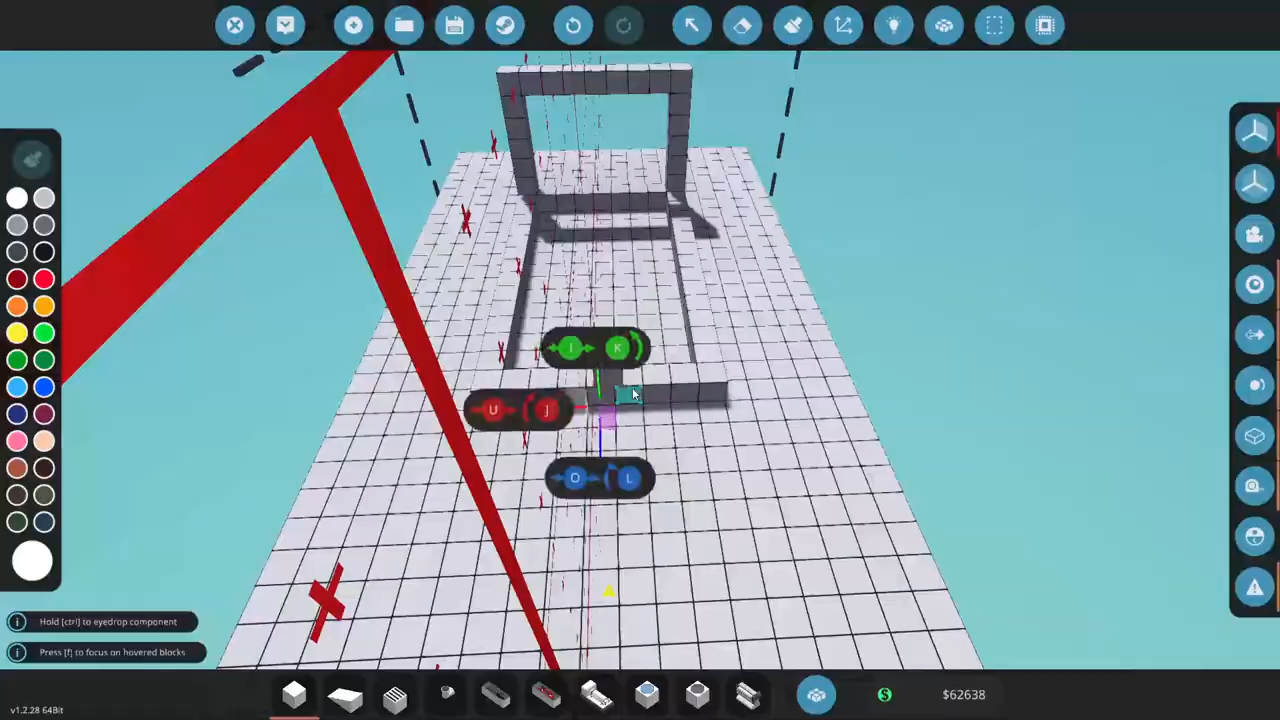 I K
U J
O L
Hold [ctrl] to eyedrop component
Press [f] to focus on hovered blocks
v1.2.28 64Bit
$ $62638